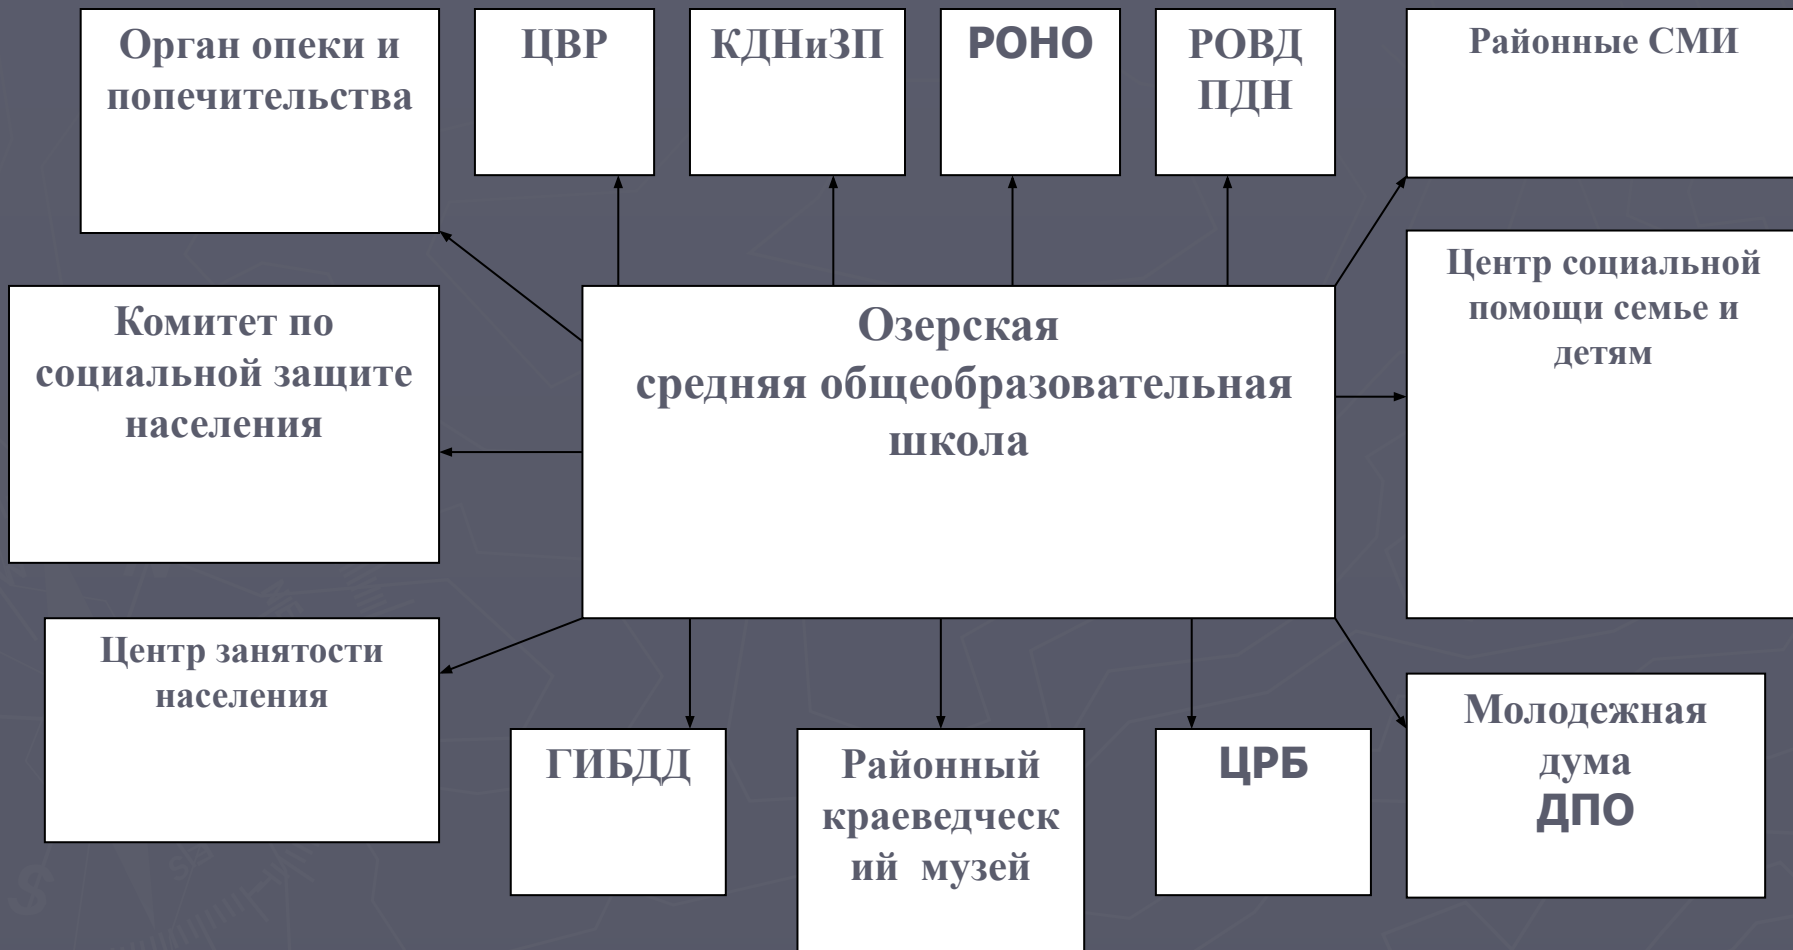 Орган опеки и
попечительства
ЦВР
КДНиЗП
РОНО
РОВД
ПДН
Районные СМИ
Комитет по
социальной защите
населения
Озерская
средняя общеобразовательная
школа
Центр социальной
помощи семье и
детям
Центр занятости
населения
ГИБДД
Районный
краеведческ
ий музей
ЦРБ
Молодежная
дума
ДПО